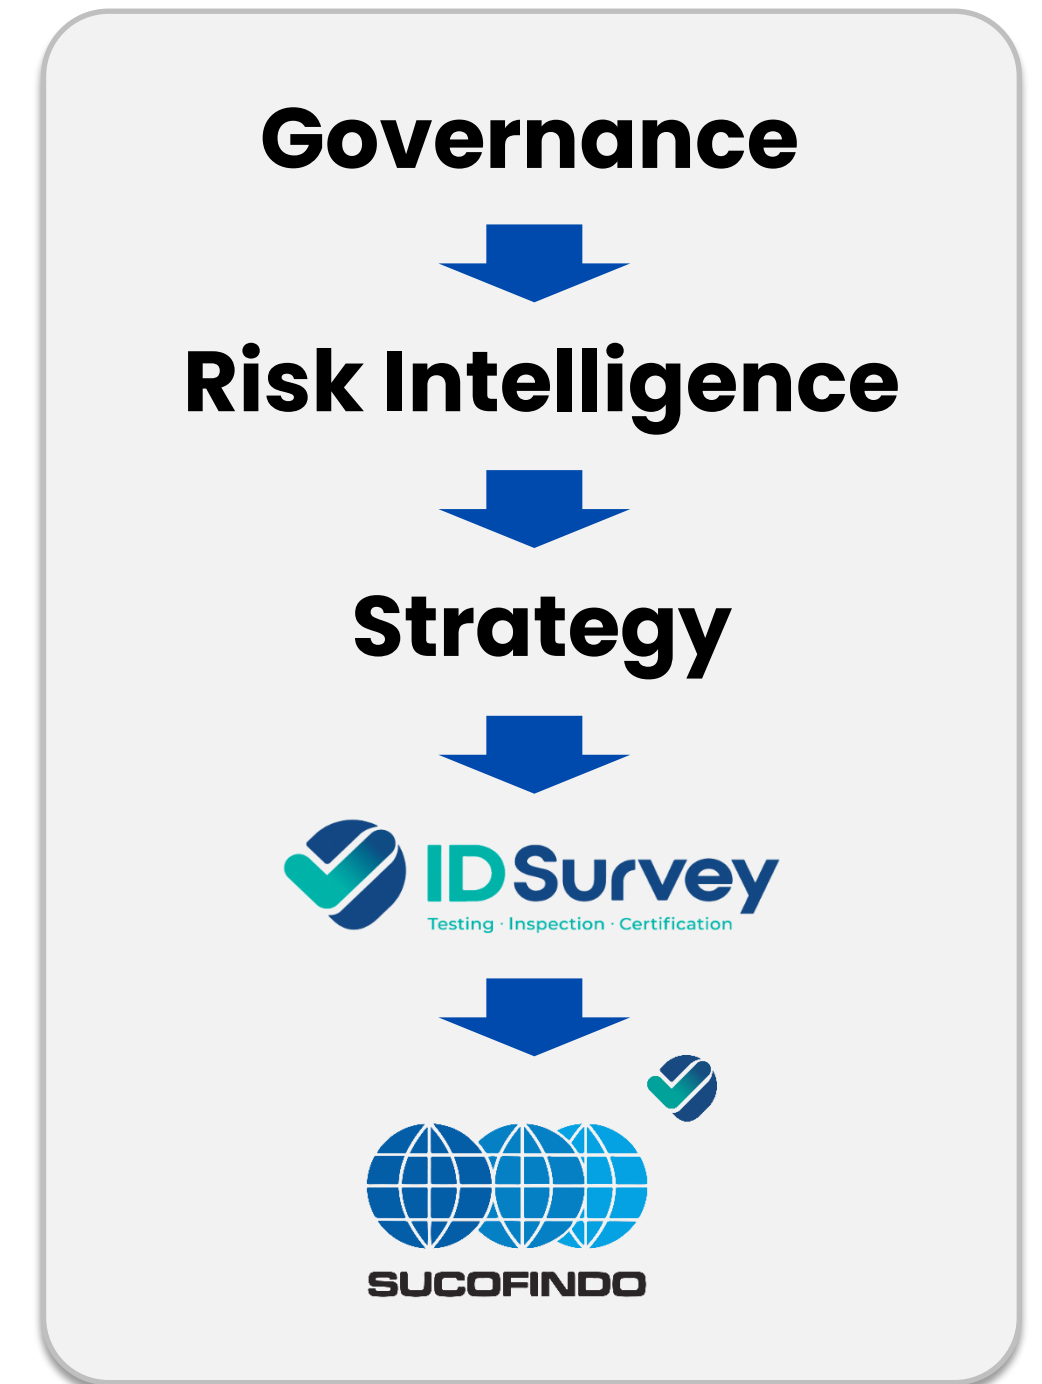 Governance
Risk Intelligence
Strategy
IDSurvey
Testing · Inspection · Certification
SUCOFINDO